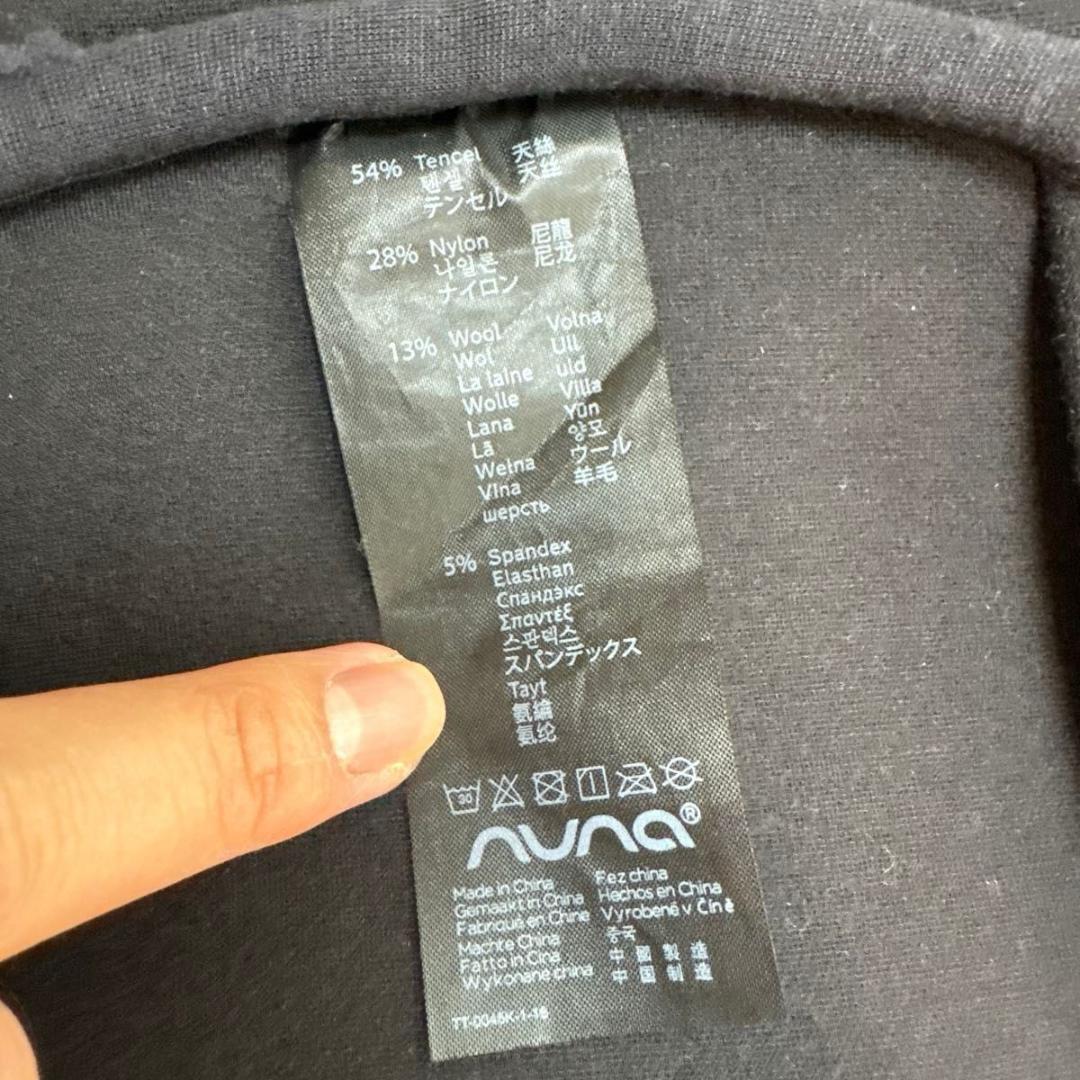 54% Tencel 天絲
텐셀 天丝
テンセル
28% Nylon 尼龍
나일론 尼龙
ナイロン
13% Wool Volna
Wol Ull
La laine uld
Wolle Villa
Lana Yün
Lã 양모
Wełna ウール
Vlna 羊毛
шерсть
5% Spandex
Elasthan
Спандэкс
Σπαντέξ
스판덱스
スパンデックス
Tayt
氨綸
氨纶
30
nuna®
Made in China
Gemaakt in China
Fabriqué en Chine
Machte China
Fatto in Cina
Wykonane china
Fez china
Hechos en China
Vyrobené v Číně
중국
中國製造
中国制造
TT-0045K-1-16